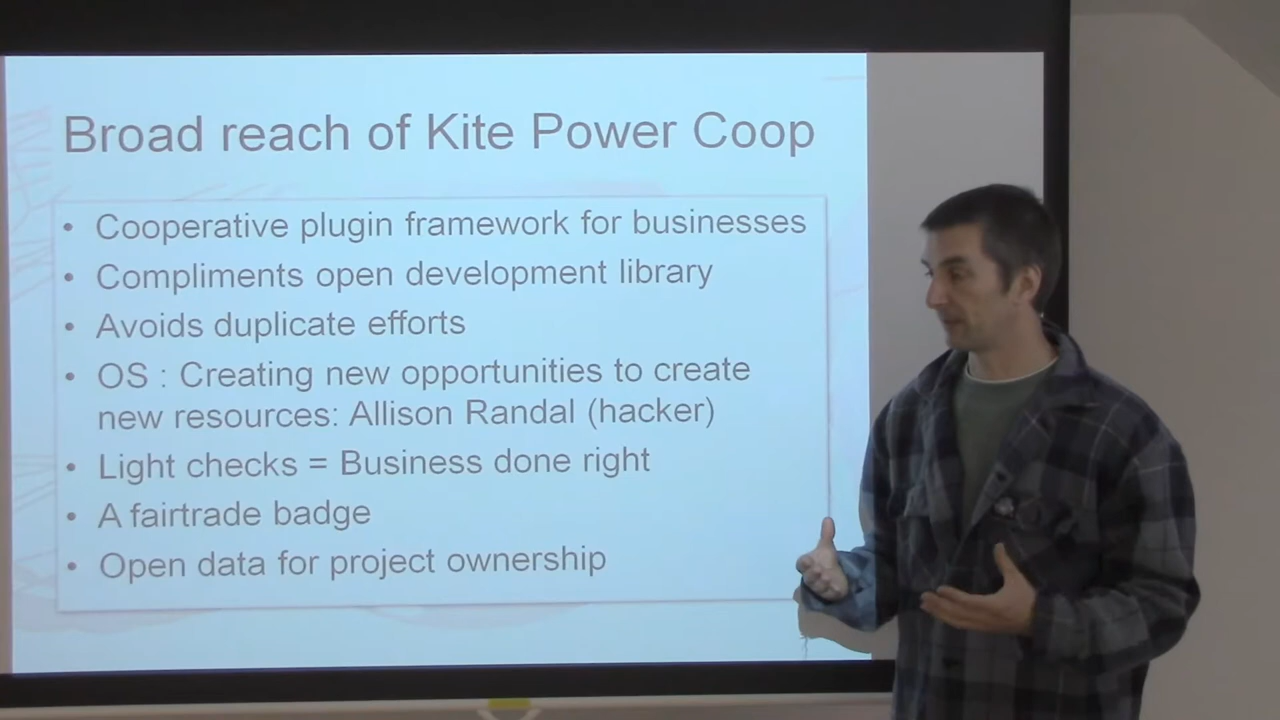 Broad reach of Kite Power Coop
• Cooperative plugin framework for businesses
• Compliments open development library
• Avoids duplicate efforts
• OS : Creating new opportunities to create
new resources: Allison Randal (hacker)
• Light checks = Business done right
• A fairtrade badge
• Open data for project ownership